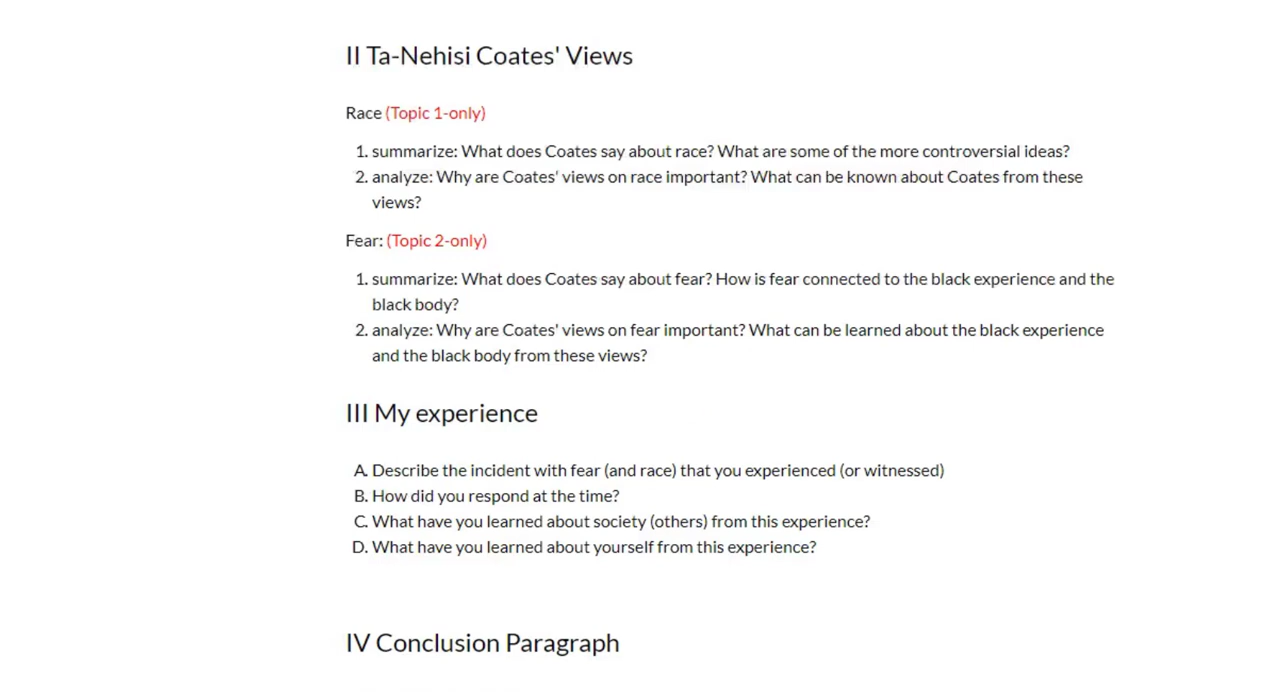 II Ta-Nehisi Coates' Views
Race (Topic 1-only)
1. summarize: What does Coates say about race? What are some of the more controversial ideas?
2. analyze: Why are Coates' views on race important? What can be known about Coates from these
views?
Fear: (Topic 2-only)
1. summarize: What does Coates say about fear? How is fear connected to the black experience and the
black body?
2. analyze: Why are Coates' views on fear important? What can be learned about the black experience
and the black body from these views?
III My experience
A. Describe the incident with fear (and race) that you experienced (or witnessed)
B. How did you respond at the time?
C. What have you learned about society (others) from this experience?
D. What have you learned about yourself from this experience?
IV Conclusion Paragraph